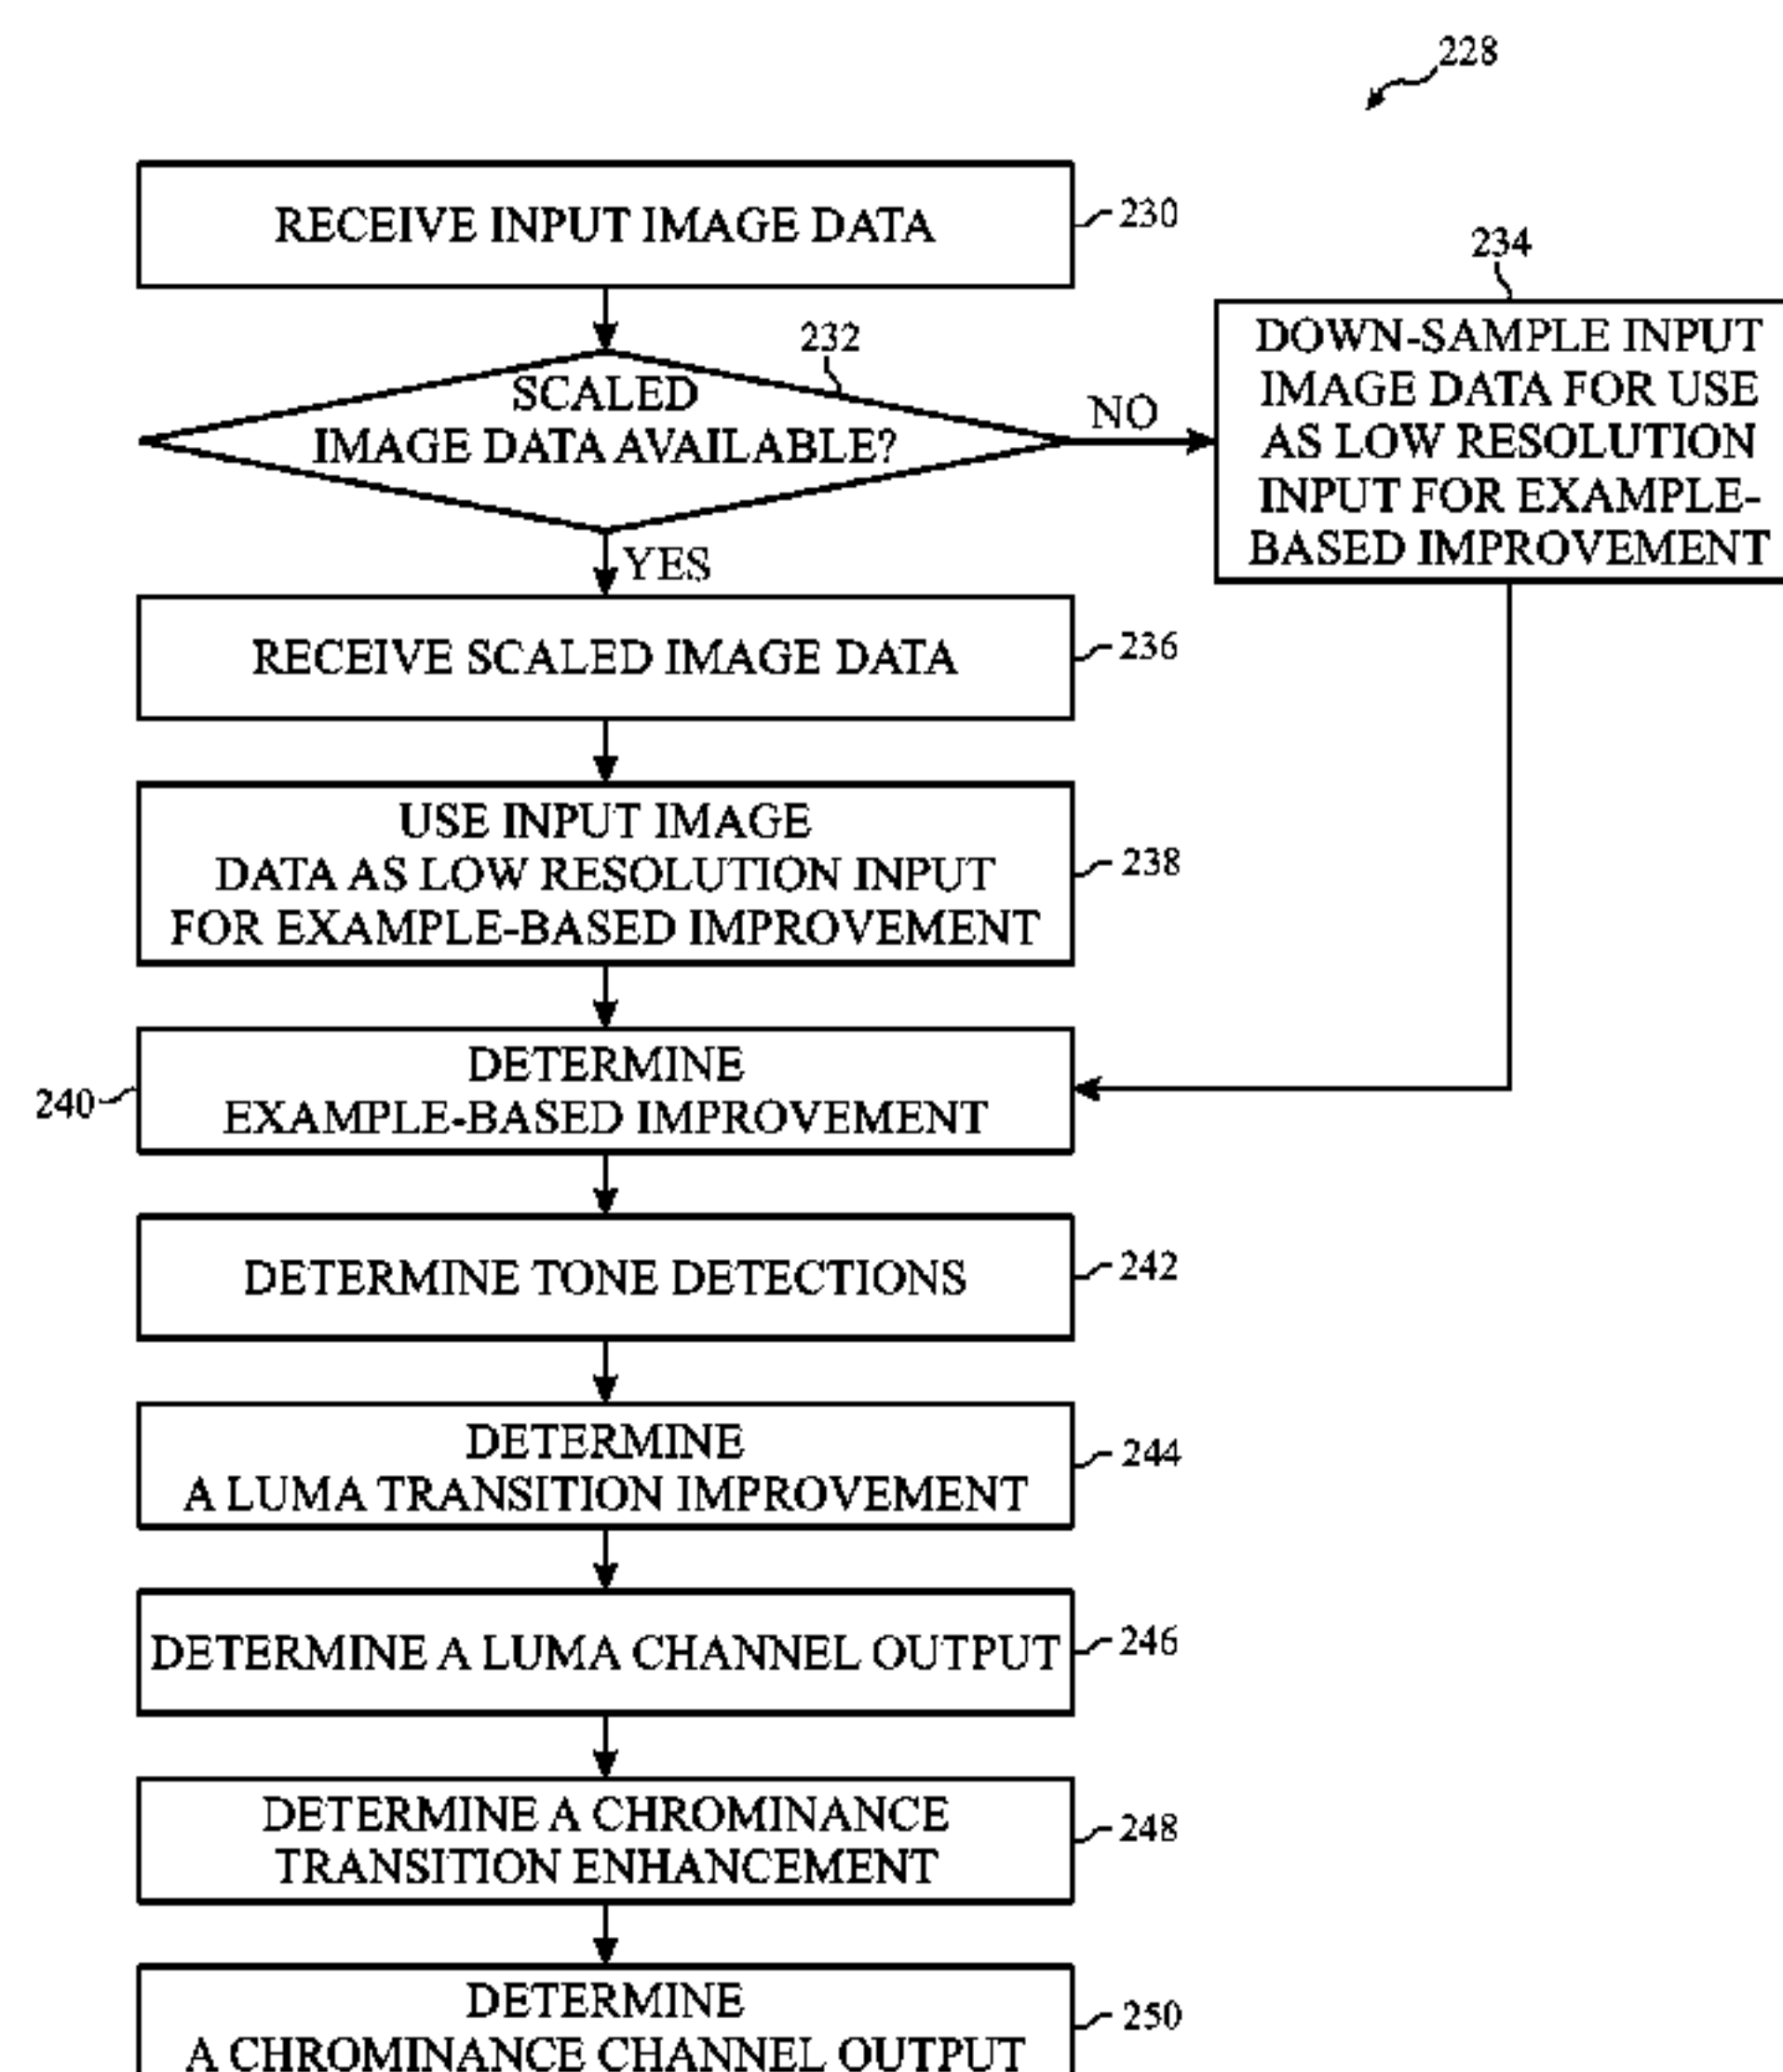 228
RECEIVE INPUT IMAGE DATA
230
232
SCALED
IMAGE DATA AVAILABLE?
NO
YES
234
DOWN-SAMPLE INPUT
IMAGE DATA FOR USE
AS LOW RESOLUTION
INPUT FOR EXAMPLE-
BASED IMPROVEMENT
RECEIVE SCALED IMAGE DATA
236
USE INPUT IMAGE
DATA AS LOW RESOLUTION INPUT
FOR EXAMPLE-BASED IMPROVEMENT
238
240
DETERMINE
EXAMPLE-BASED IMPROVEMENT
DETERMINE TONE DETECTIONS
242
DETERMINE
A LUMA TRANSITION IMPROVEMENT
244
DETERMINE A LUMA CHANNEL OUTPUT
246
DETERMINE A CHROMINANCE
TRANSITION ENHANCEMENT
248
DETERMINE
A CHROMINANCE CHANNEL OUTPUT
250